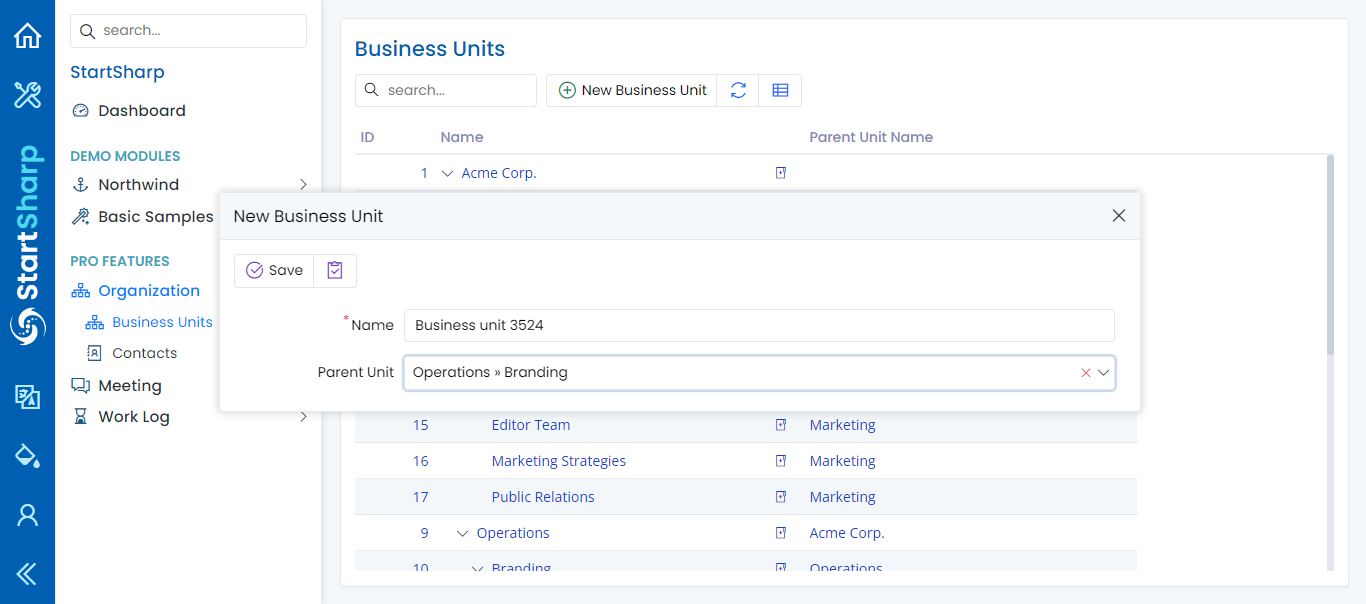 search...
StartSharp
Dashboard
DEMO MODULES
Northwind
Basic Samples
PRO FEATURES
Organization
Business Units
Contacts
Meeting
Work Log
StartSharp
Business Units
search...
New Business Unit
ID Name Parent Unit Name
1 Acme Corp.
New Business Unit
Save
*Name Business unit 3524
Parent Unit Operations » Branding
15 Editor Team Marketing
16 Marketing Strategies Marketing
17 Public Relations Marketing
9 Operations Acme Corp.
10 Branding Operations